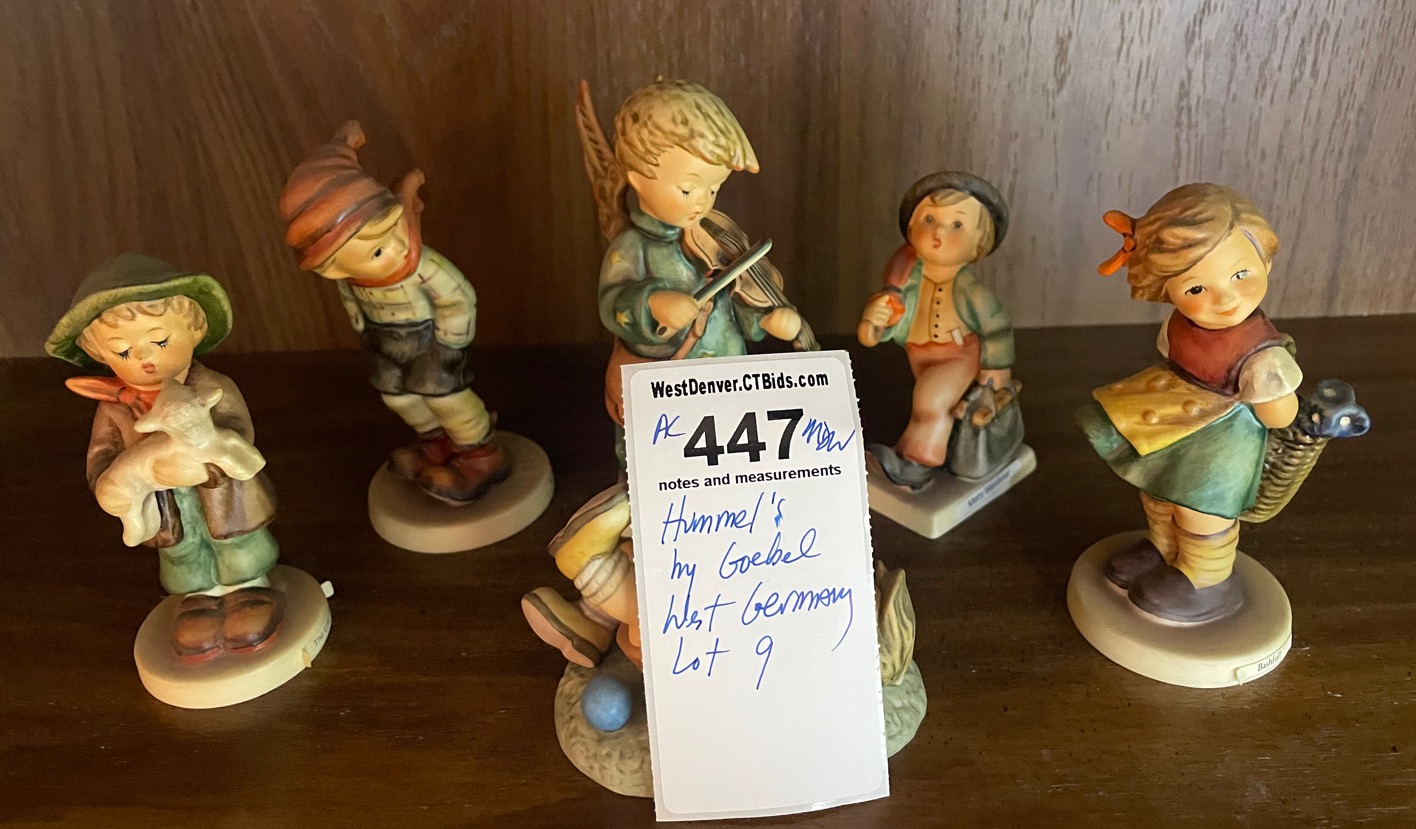 WestDenver.CTBids.com
AC 447 MDW
notes and measurements
Hummel's
by Goebel
West Germany
Lot 9
Merry Wanderer
Bashful!